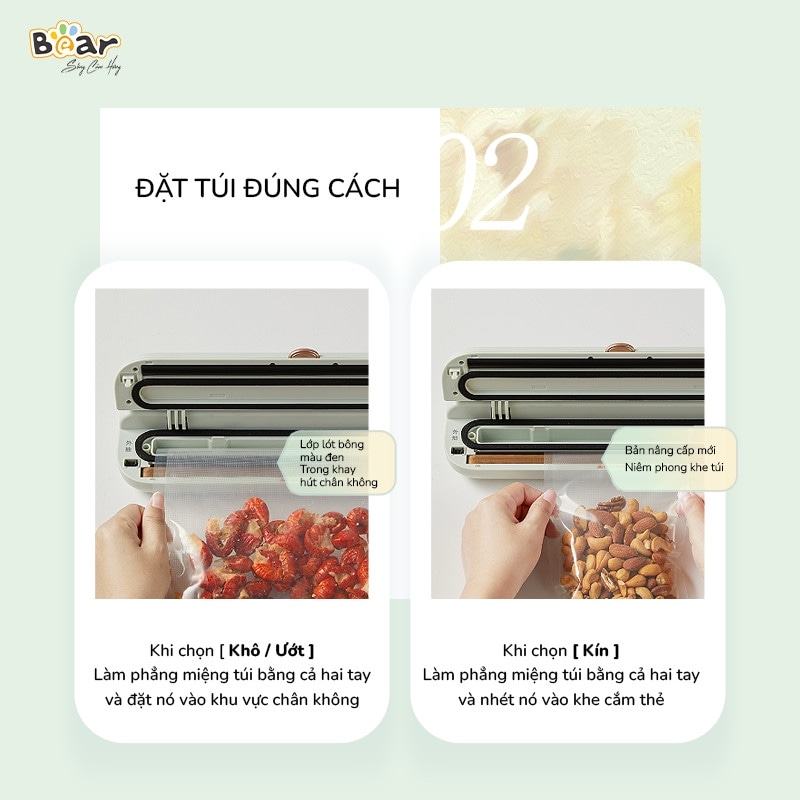 Bear
Sống Cảm Hứng
02
ĐẶT TÚI ĐÚNG CÁCH
Lớp lót bông
màu đen
Trong khay
hút chân không
Bản nâng cấp mới
Niêm phong khe túi
Khi chọn [ Khô / Ướt ]
Làm phẳng miệng túi bằng cả hai tay
và đặt nó vào khu vực chân không
Khi chọn [ Kín ]
Làm phẳng miệng túi bằng cả hai tay
và nhét nó vào khe cắm thẻ